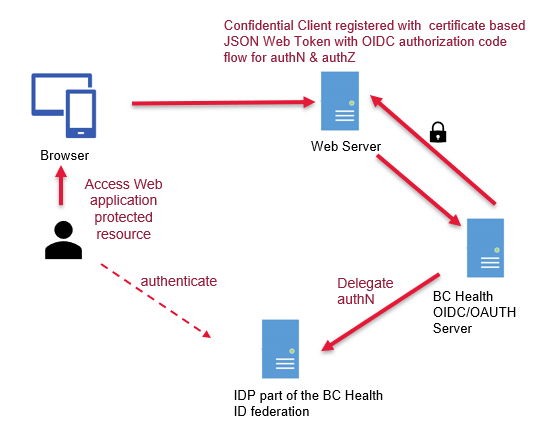 Confidential Client registered with certificate based
JSON Web Token with OIDC authorization code
flow for authN & authZ
Browser
Web Server
Access Web
application
protected
resource
authenticate
Delegate
authN
BC Health
OIDC/OAUTH
Server
IDP part of the BC Health
ID federation